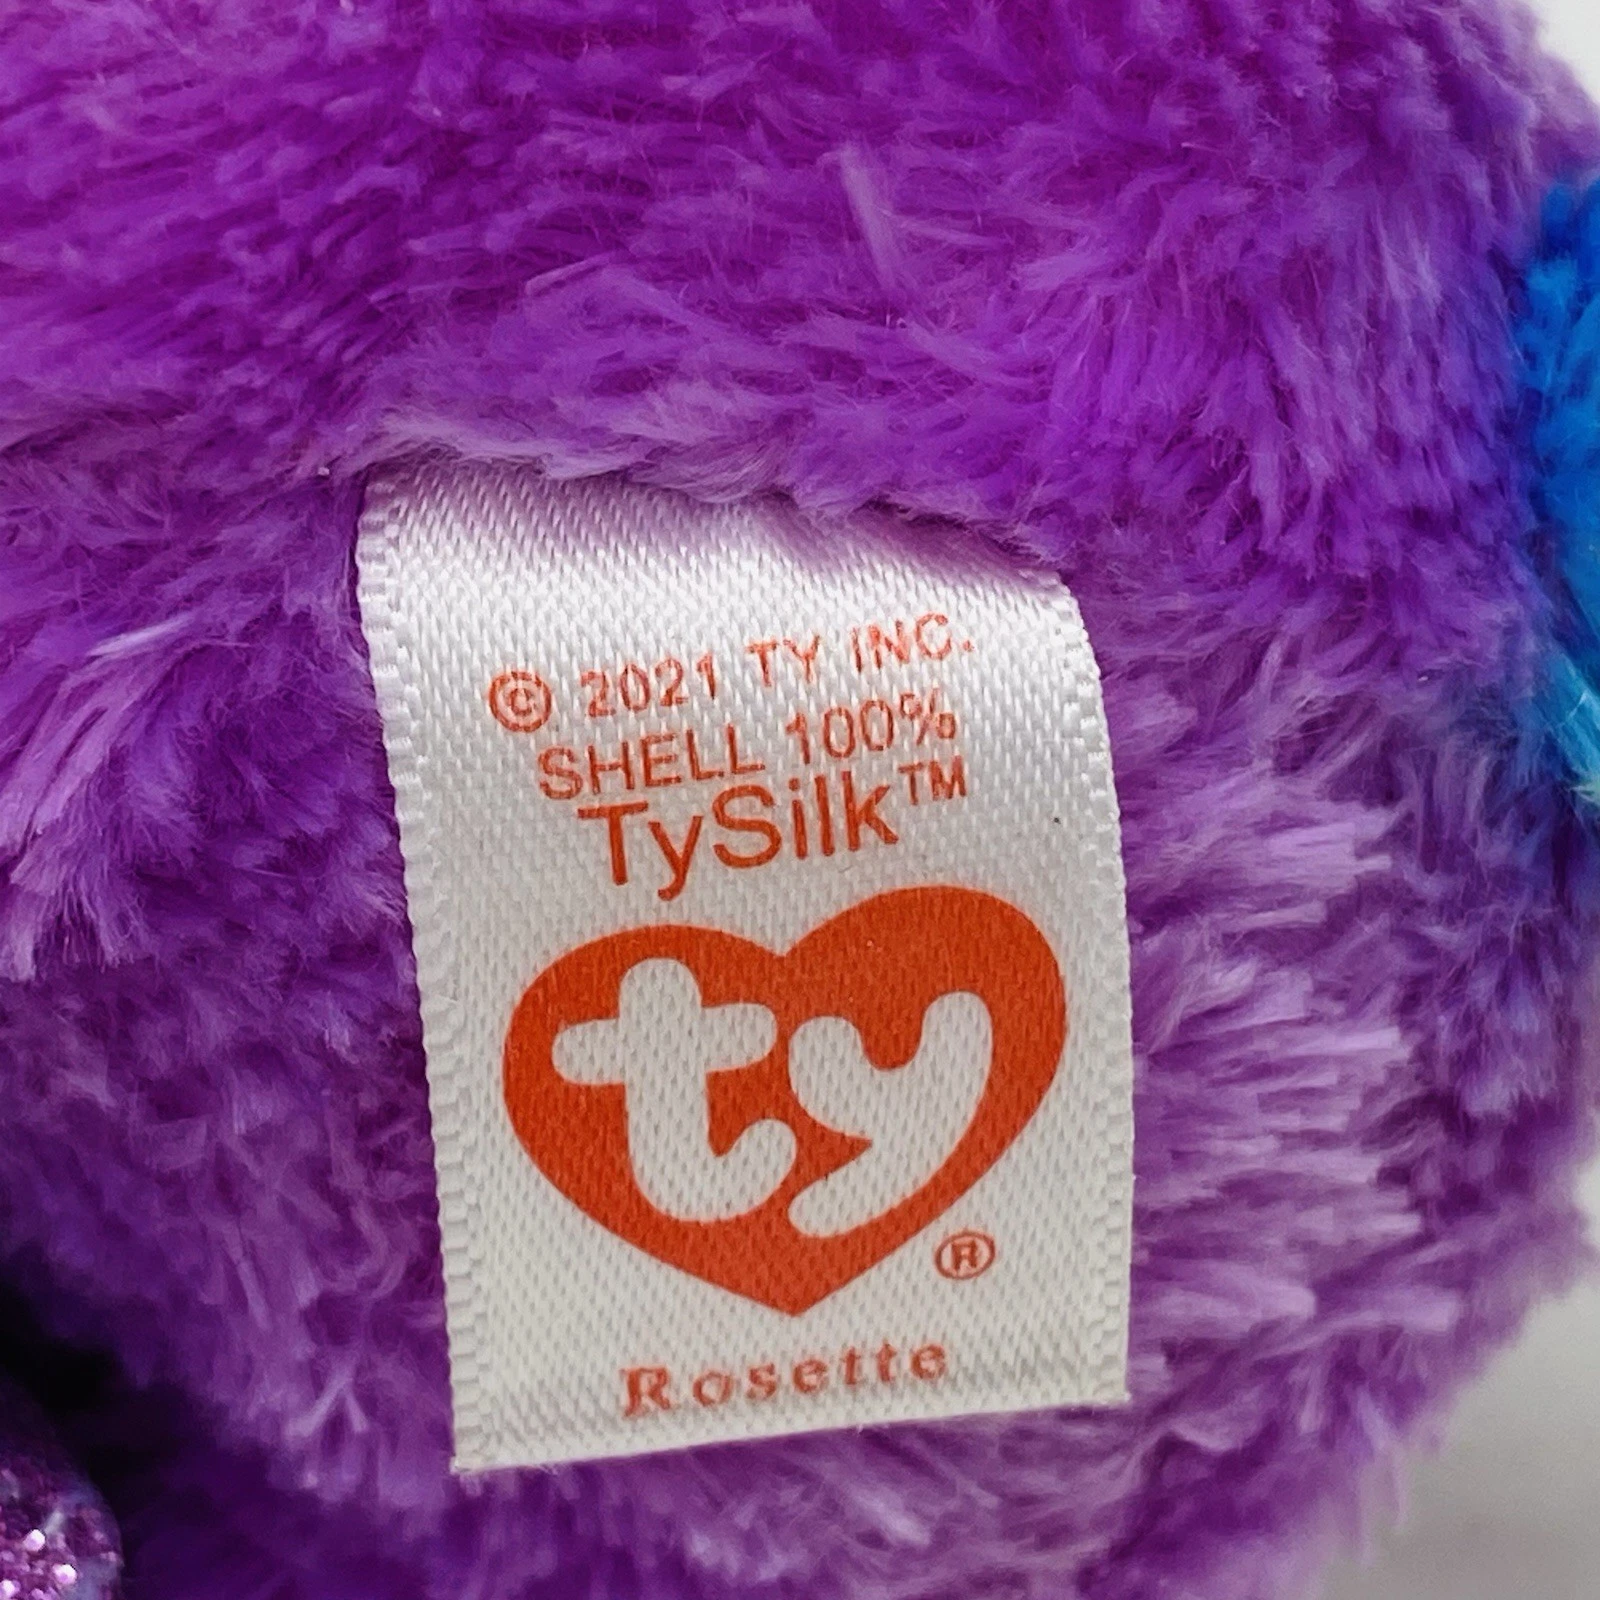 © 2021 TY INC.
SHELL 100%
TySilk™
ty
®
Rosette